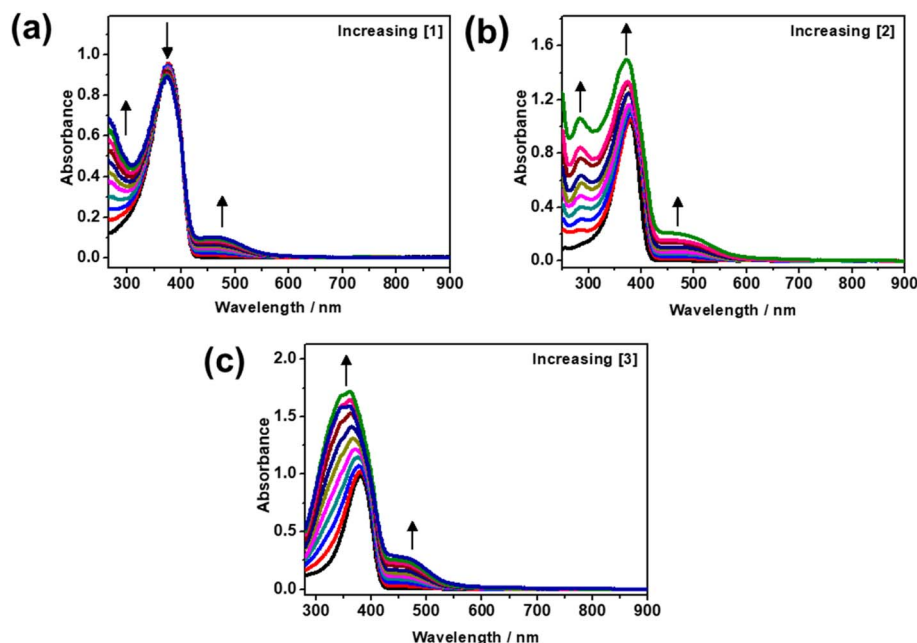 (a)
Increasing [1]
1.0
0.8
0.6
0.4
0.2
0.0
Absorbance
300 400 500 600 700 800 900
Wavelength / nm
(b)
Increasing [2]
1.6
1.2
0.8
0.4
0.0
Absorbance
300 400 500 600 700 800 900
Wavelength / nm
(c)
Increasing [3]
2.0
1.5
1.0
0.5
0.0
Absorbance
300 400 500 600 700 800 900
Wavelength / nm